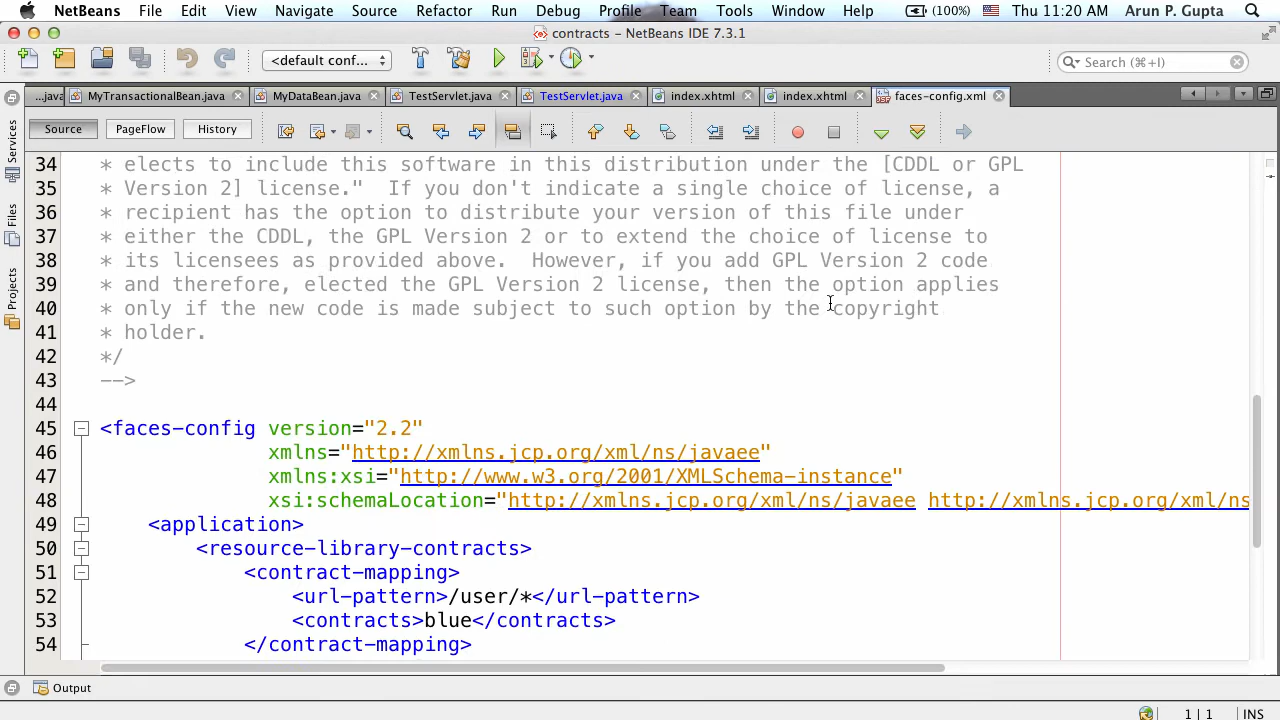 NetBeans File Edit View Navigate Source Refactor Run Debug Profile Team Tools Window Help (100%) Thu 11:20 AM Arun P. Gupta
contracts - NetBeans IDE 7.3.1
<default conf... Search (⌘+I)
...java MyTransactionalBean.java MyDataBean.java TestServlet.java TestServlet.java index.xhtml index.xhtml faces-config.xml
Source PageFlow History
Services
Files
Projects
34 * elects to include this software in this distribution under the [CDDL or GPL
35 * Version 2] license."  If you don't indicate a single choice of license, a
36 * recipient has the option to distribute your version of this file under
37 * either the CDDL, the GPL Version 2 or to extend the choice of license to
38 * its licensees as provided above.  However, if you add GPL Version 2 code
39 * and therefore, elected the GPL Version 2 license, then the option applies
40 * only if the new code is made subject to such option by the copyright
41 * holder.
42 */
43 -->
44
45 <faces-config version="2.2"
46 xmlns="http://xmlns.jcp.org/xml/ns/javaee"
47 xmlns:xsi="http://www.w3.org/2001/XMLSchema-instance"
48 xsi:schemaLocation="http://xmlns.jcp.org/xml/ns/javaee http://xmlns.jcp.org/xml/ns
49 <application>
50 <resource-library-contracts>
51 <contract-mapping>
52 <url-pattern>/user/*</url-pattern>
53 <contracts>blue</contracts>
54 </contract-mapping>
Output
1 | 1 INS